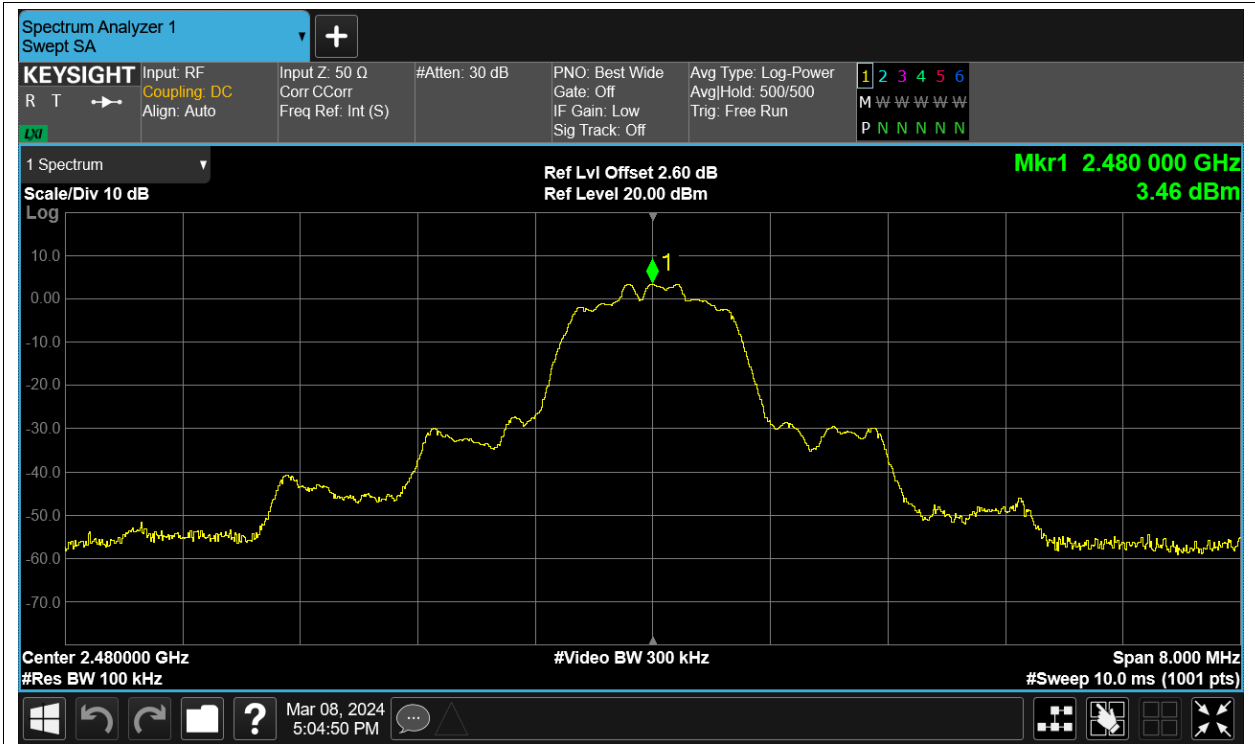 Spectrum Analyzer 1
Swept SA
KEYSIGHT
R T
LXI
Input: RF
Coupling: DC
Align: Auto
Input Z: 50 Ω
Corr CCorr
Freq Ref: Int (S)
#Atten: 30 dB
PNO: Best Wide
Gate: Off
IF Gain: Low
Sig Track: Off
Avg Type: Log-Power
Avg|Hold: 500/500
Trig: Free Run
1 2 3 4 5 6
M W W W W W
P N N N N N
1 Spectrum
Scale/Div 10 dB
Log
Ref Lvl Offset 2.60 dB
Ref Level 20.00 dBm
Mkr1 2.480 000 GHz
3.46 dBm
1
10.0
0.00
-10.0
-20.0
-30.0
-40.0
-50.0
-60.0
-70.0
Center 2.480000 GHz
#Res BW 100 kHz
#Video BW 300 kHz
Span 8.000 MHz
#Sweep 10.0 ms (1001 pts)
?
Mar 08, 2024
5:04:50 PM